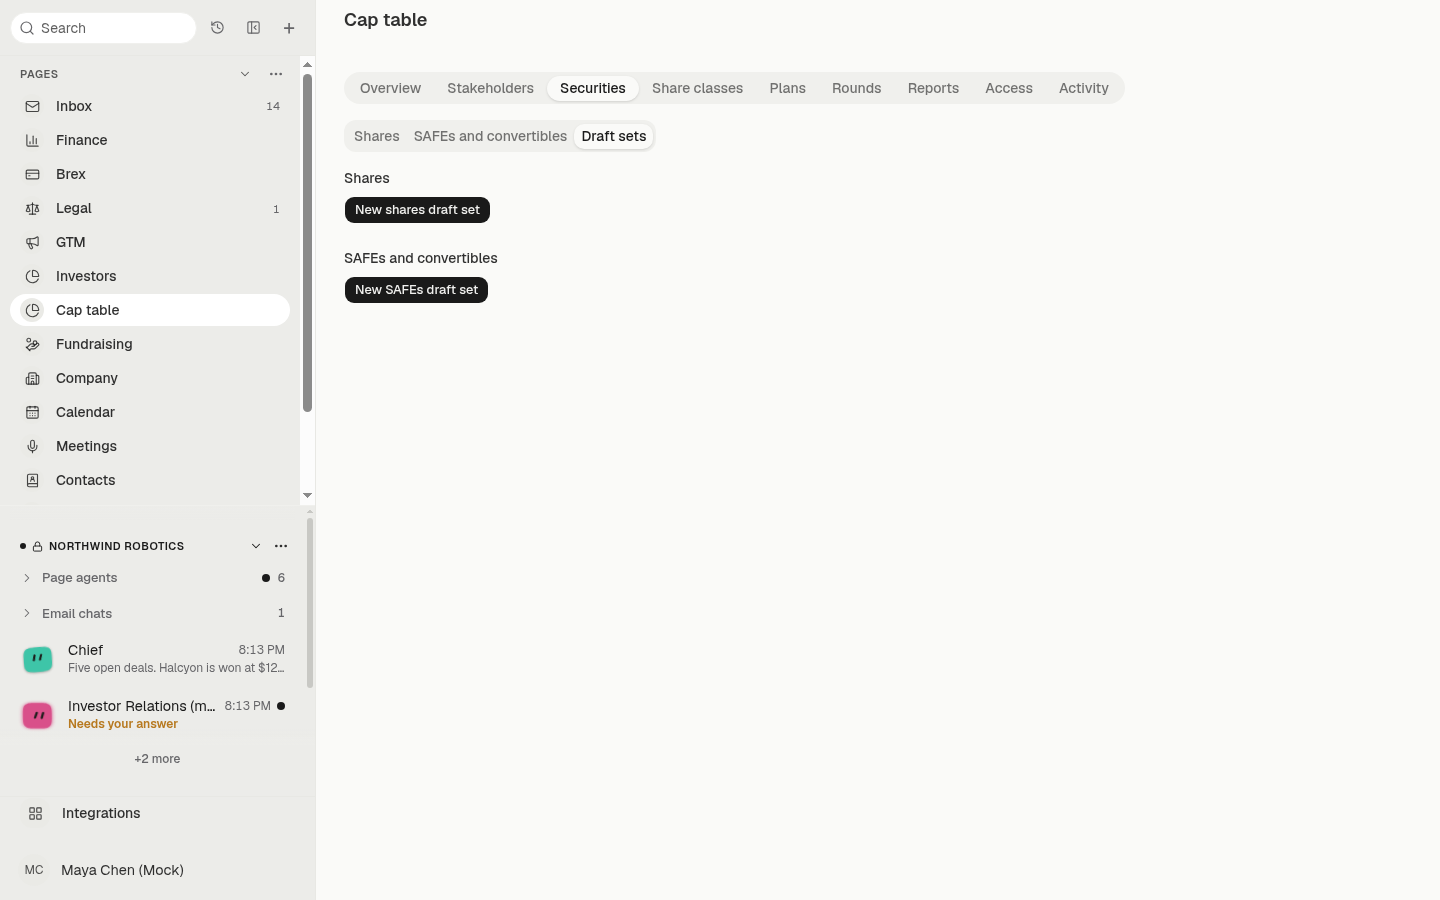 Search
PAGES
Inbox 14
Finance
Brex
Legal 1
GTM
Investors
Cap table
Fundraising
Company
Calendar
Meetings
Contacts
NORTHWIND ROBOTICS
Page agents 6
Email chats 1
Chief 8:13 PM
Five open deals. Halcyon is won at $12...
Investor Relations (m... 8:13 PM
Needs your answer
+2 more
Integrations
MC Maya Chen (Mock)
Cap table
Overview Stakeholders Securities Share classes Plans Rounds Reports Access Activity
Shares SAFEs and convertibles Draft sets
Shares
New shares draft set
SAFEs and convertibles
New SAFEs draft set